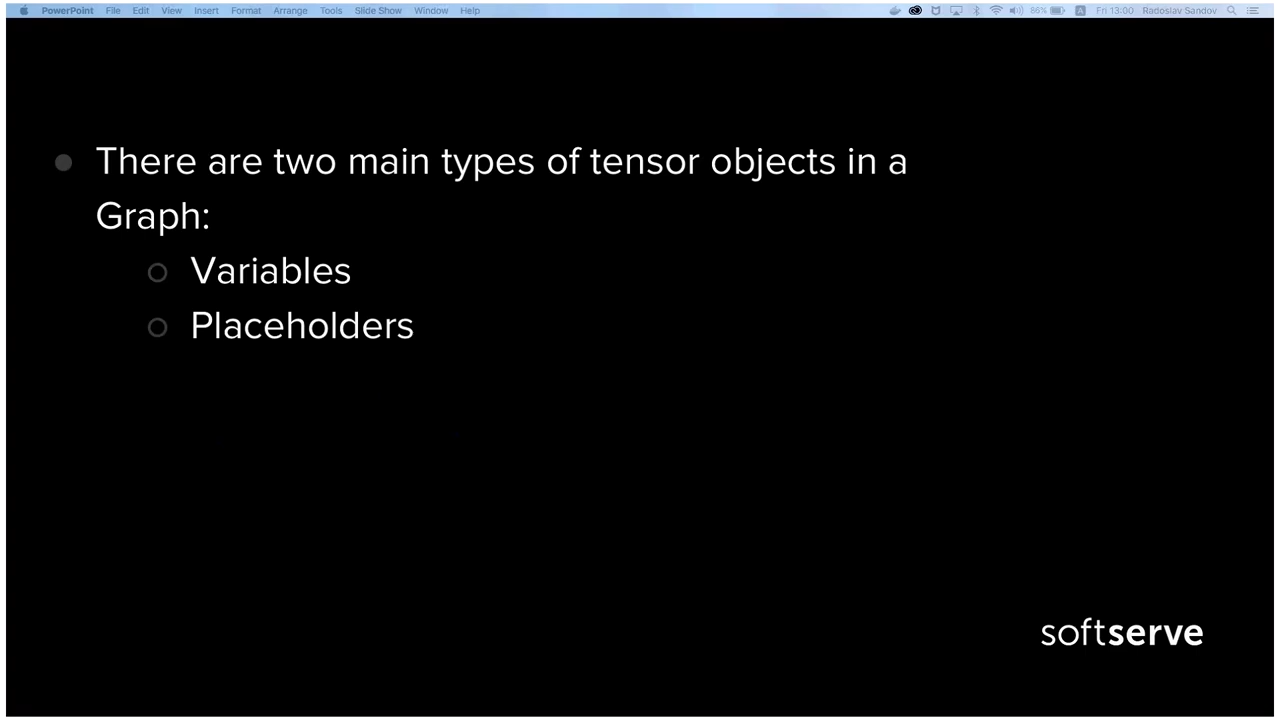 PowerPoint File Edit View Insert Format Arrange Tools Slide Show Window Help 86% A Fri 13:00 Radoslav Sandov
There are two main types of tensor objects in a
Graph:
Variables
Placeholders
softserve